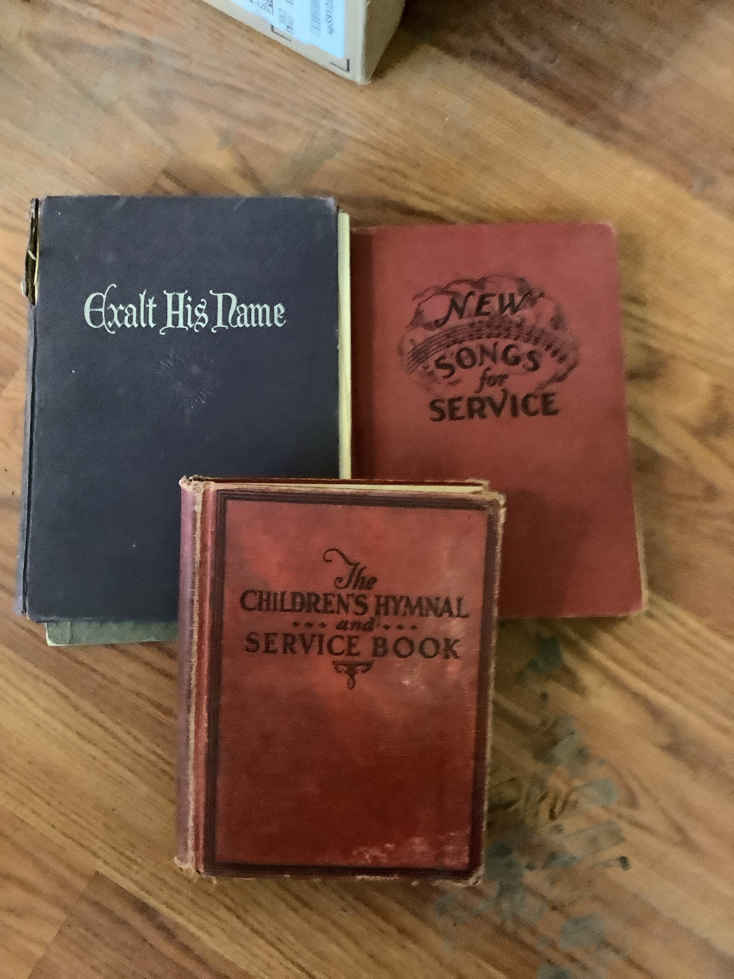 Exalt His Name
NEW
SONGS
for
SERVICE
The
CHILDREN'S HYMNAL
and
SERVICE BOOK